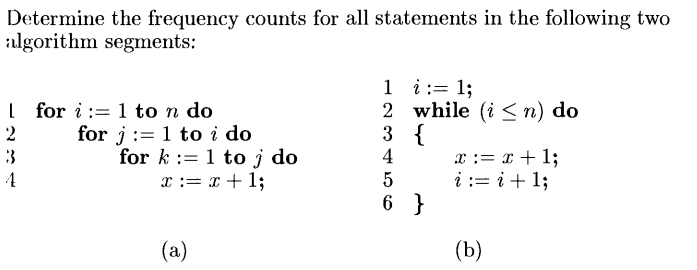 Determine the frequency counts for all statements in the following two
algorithm segments:
1 for i := 1 to n do
2 for j := 1 to i do
3 for k := 1 to j do
4 x := x + 1;
(a)
1 i := 1;
2 while (i ≤ n) do
3 {
4 x := x + 1;
5 i := i + 1;
6 }
(b)